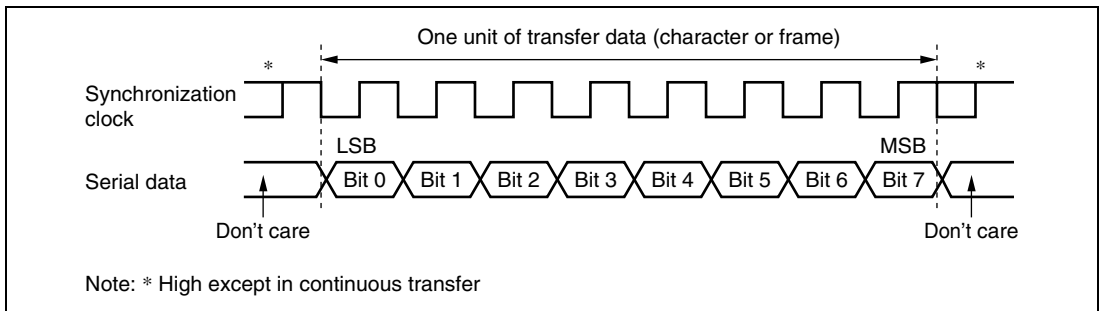 One unit of transfer data (character or frame)
* *
Synchronization
clock
LSB MSB
Serial data Bit 0 Bit 1 Bit 2 Bit 3 Bit 4 Bit 5 Bit 6 Bit 7
Don't care Don't care
Note: * High except in continuous transfer